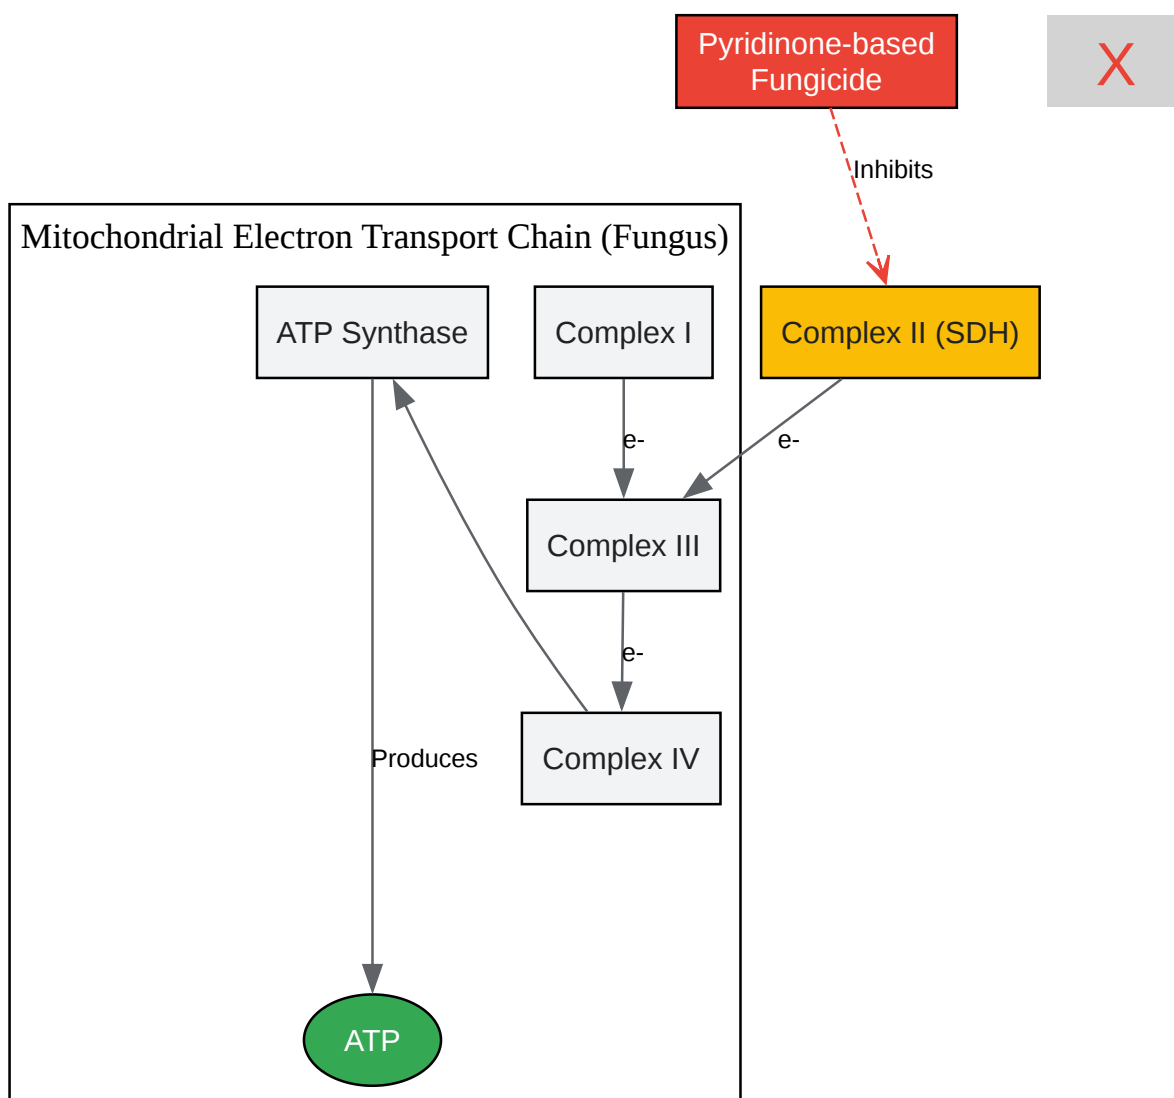 Pyridinone-based
Fungicide
X
Inhibits
Mitochondrial Electron Transport Chain (Fungus)
ATP Synthase
Complex I
Complex II (SDH)
e-
e-
Complex III
e-
Produces
Complex IV
ATP